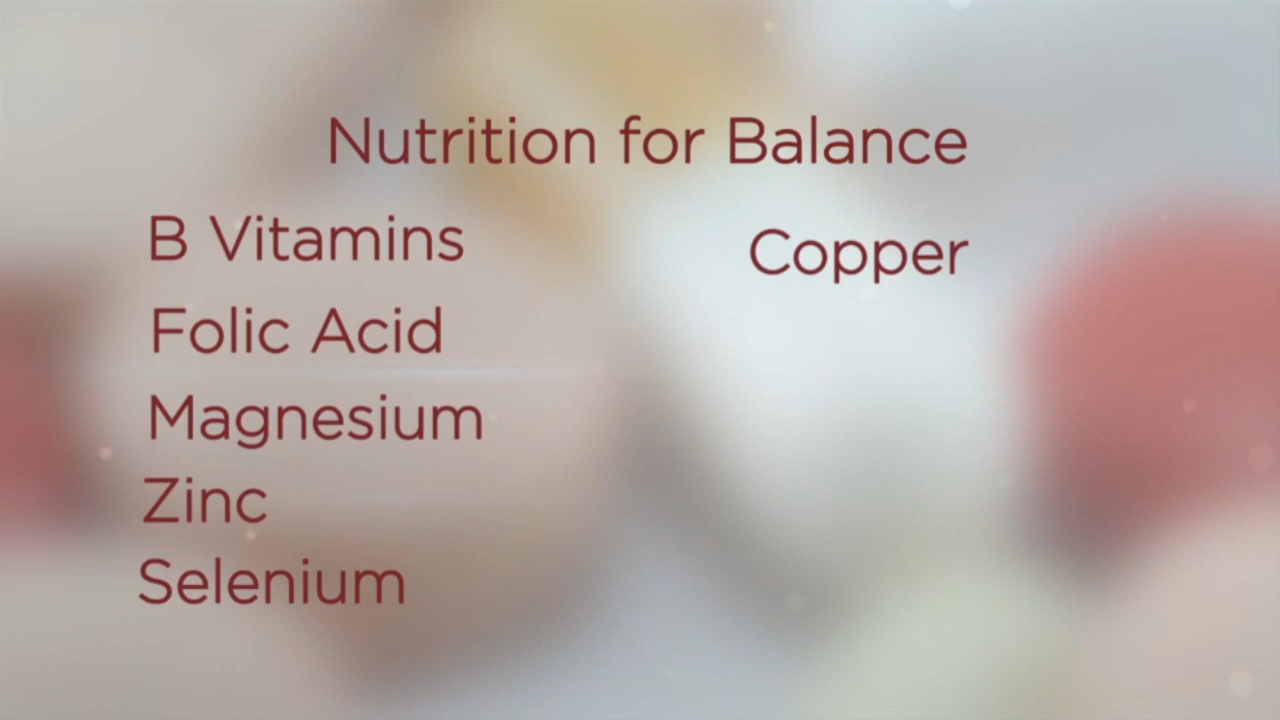 Nutrition for Balance
B Vitamins
Folic Acid
Magnesium
Zinc
Selenium
Copper